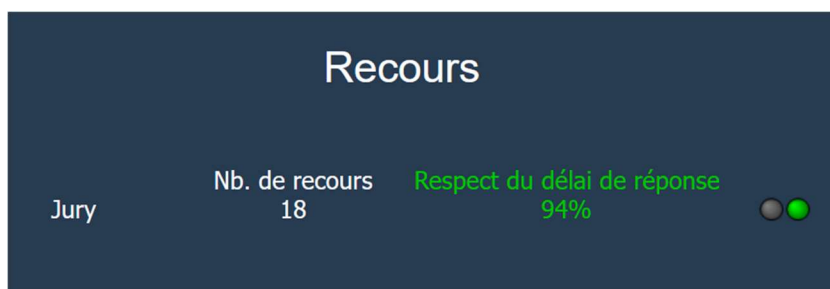 Recours
Nb. de recours Respect du délai de réponse
Jury 18 94%